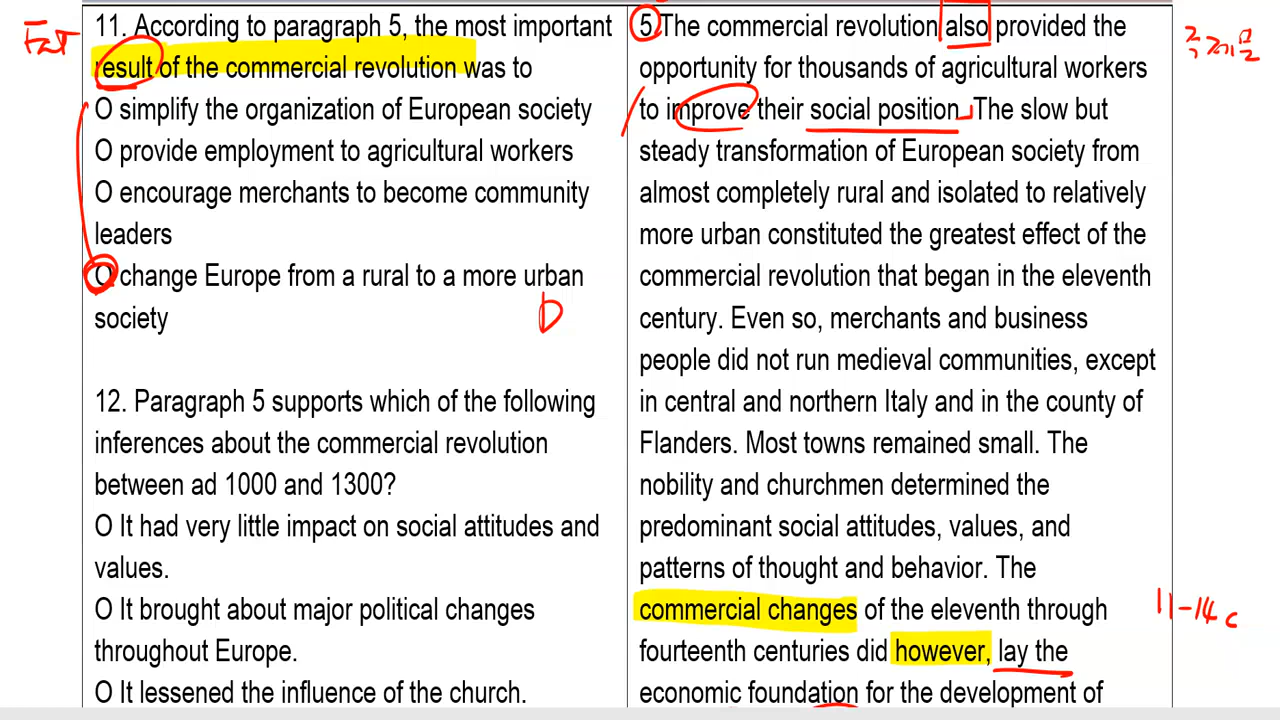 Fact
11. According to paragraph 5, the most important
result of the commercial revolution was to
O simplify the organization of European society
O provide employment to agricultural workers
O encourage merchants to become community
leaders
O change Europe from a rural to a more urban
society
D
12. Paragraph 5 supports which of the following
inferences about the commercial revolution
between ad 1000 and 1300?
O It had very little impact on social attitudes and
values.
O It brought about major political changes
throughout Europe.
O It lessened the influence of the church.
5.The commercial revolution also provided the
opportunity for thousands of agricultural workers
to improve their social position. The slow but
steady transformation of European society from
almost completely rural and isolated to relatively
more urban constituted the greatest effect of the
commercial revolution that began in the eleventh
century. Even so, merchants and business
people did not run medieval communities, except
in central and northern Italy and in the county of
Flanders. Most towns remained small. The
nobility and churchmen determined the
predominant social attitudes, values, and
patterns of thought and behavior. The
commercial changes of the eleventh through
fourteenth centuries did however, lay the
economic foundation for the development of
11-14 c